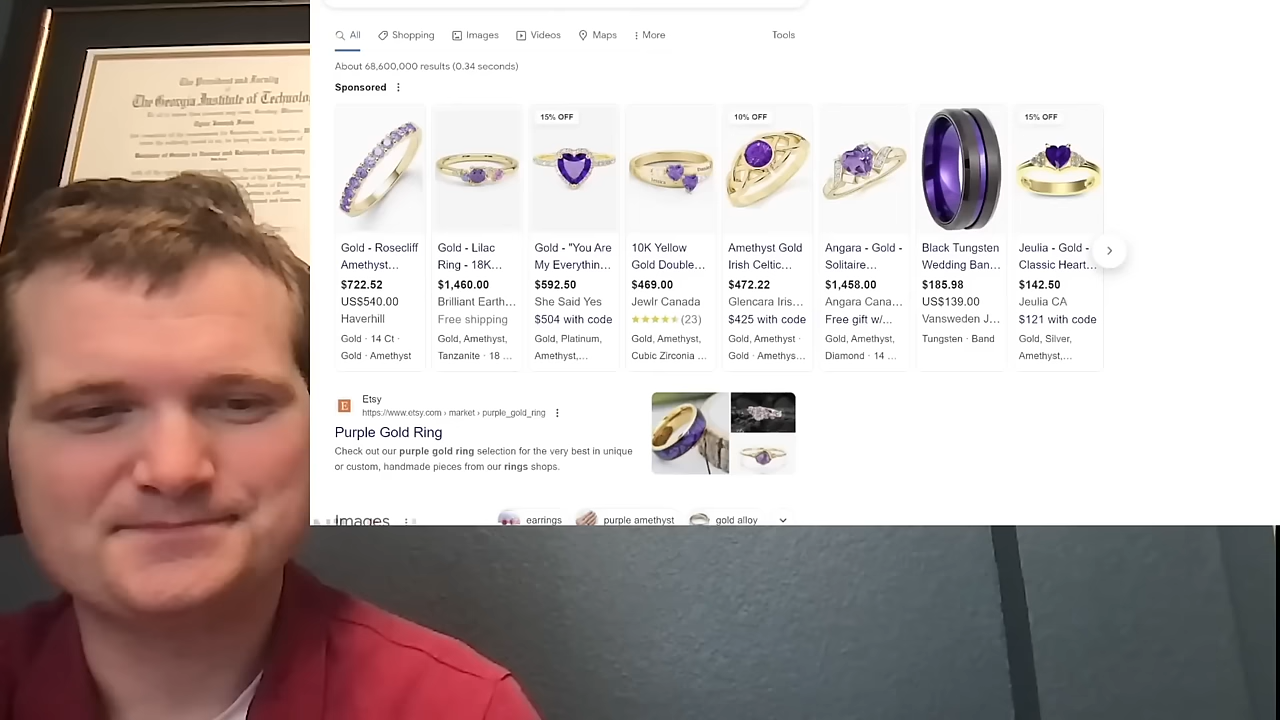 The President and Faculty
The Georgia Institute of Technolo
All
Shopping
Images
Videos
Maps
More
Tools
About 68,600,000 results (0.34 seconds)
Sponsored
15% OFF
10% OFF
15% OFF
Gold - Rosecliff
Amethyst...
$722.52
US$540.00
Haverhill
Gold · 14 Ct ·
Gold · Amethyst
Gold - Lilac
Ring - 18K...
$1,460.00
Brilliant Earth...
Free shipping
Gold, Amethyst,
Tanzanite · 18 ...
Gold - "You Are
My Everythin...
$592.50
She Said Yes
$504 with code
Gold, Platinum,
Amethyst,...
10K Yellow
Gold Double...
$469.00
Jewlr Canada
(23)
Gold, Amethyst,
Cubic Zirconia ...
Amethyst Gold
Irish Celtic...
$472.22
Glencara Iris...
$425 with code
Gold, Amethyst ·
Gold · Amethys...
Angara - Gold -
Solitaire...
$1,458.00
Angara Cana...
Free gift w/...
Gold, Amethyst,
Diamond · 14 ...
Black Tungsten
Wedding Ban...
$185.98
US$139.00
Vansweden J...
Tungsten · Band
Jeulia - Gold -
Classic Heart...
$142.50
Jeulia CA
$121 with code
Gold, Silver,
Amethyst,...
E
Etsy
https://www.etsy.com › market › purple_gold_ring
Purple Gold Ring
Check out our purple gold ring selection for the very best in unique
or custom, handmade pieces from our rings shops.
Images
earrings
purple amethyst
gold alloy